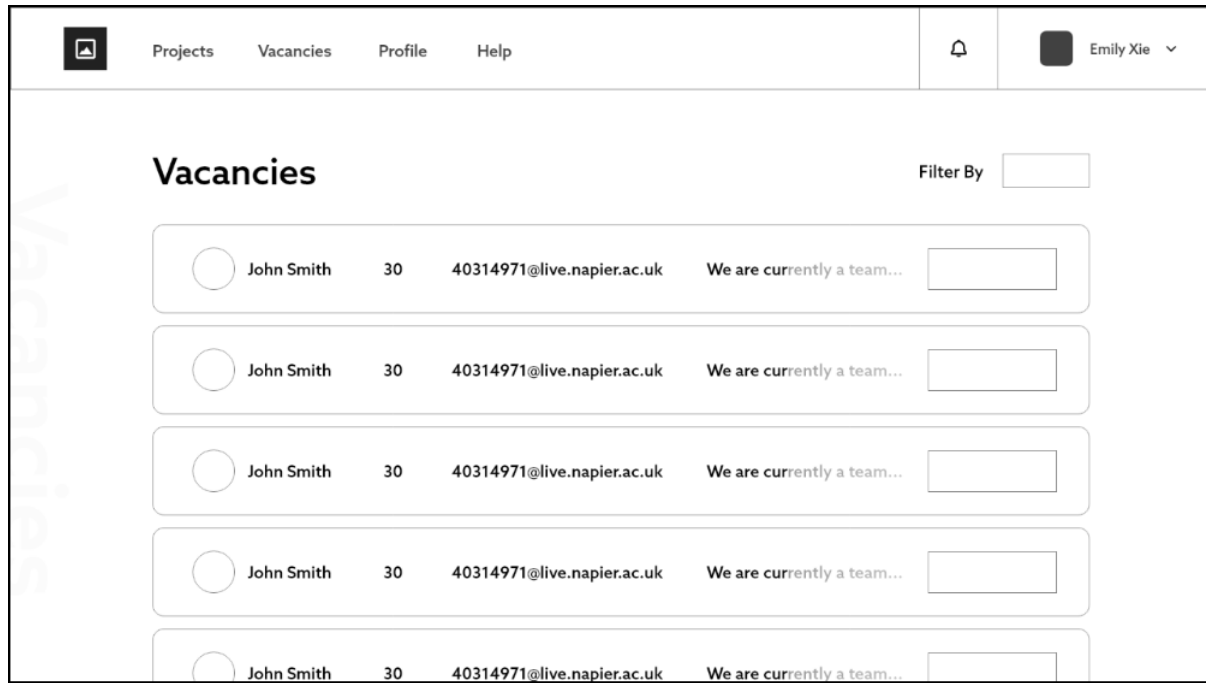 Projects Vacancies Profile Help Emily Xie
Vacancies
Filter By
Vacancies
John Smith 30 40314971@live.napier.ac.uk We are currently a team...
John Smith 30 40314971@live.napier.ac.uk We are currently a team...
John Smith 30 40314971@live.napier.ac.uk We are currently a team...
John Smith 30 40314971@live.napier.ac.uk We are currently a team...
John Smith 30 40314971@live.napier.ac.uk We are currently a team...